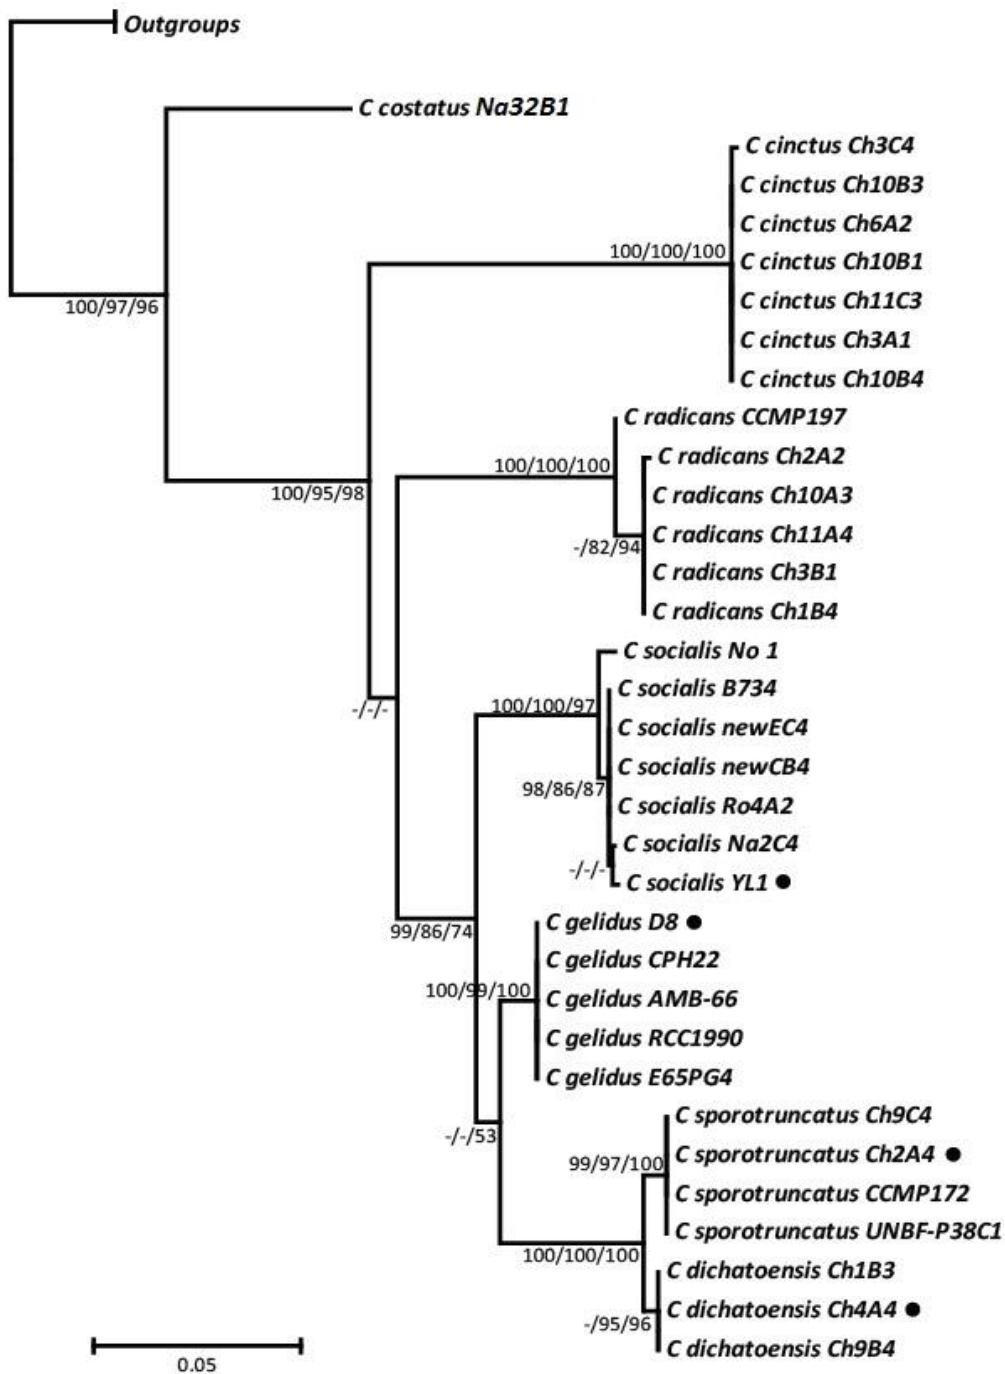 Outgroups
C costatus Na32B1
C cinctus Ch3C4
C cinctus Ch10B3
C cinctus Ch6A2
100/100/100
C cinctus Ch10B1
C cinctus Ch11C3
100/97/96
C cinctus Ch3A1
C cinctus Ch10B4
C radicans CCMP197
C radicans Ch2A2
100/100/100
100/95/98
C radicans Ch10A3
C radicans Ch11A4
-/82/94
C radicans Ch3B1
C radicans Ch1B4
C socialis No 1
C socialis B734
100/100/97
-/-/-
C socialis newEC4
C socialis newCB4
98/86/87
C socialis Ro4A2
C socialis Na2C4
-/-/-
C socialis YL1 ●
C gelidus D8 ●
99/86/74
C gelidus CPH22
100/99/100
C gelidus AMB-66
C gelidus RCC1990
C gelidus E65PG4
C sporotruncatus Ch9C4
-/-/53
C sporotruncatus Ch2A4 ●
99/97/100
C sporotruncatus CCMP172
C sporotruncatus UNBF-P38C1
100/100/100
C dichatoensis Ch1B3
C dichatoensis Ch4A4 ●
-/95/96
C dichatoensis Ch9B4
0.05